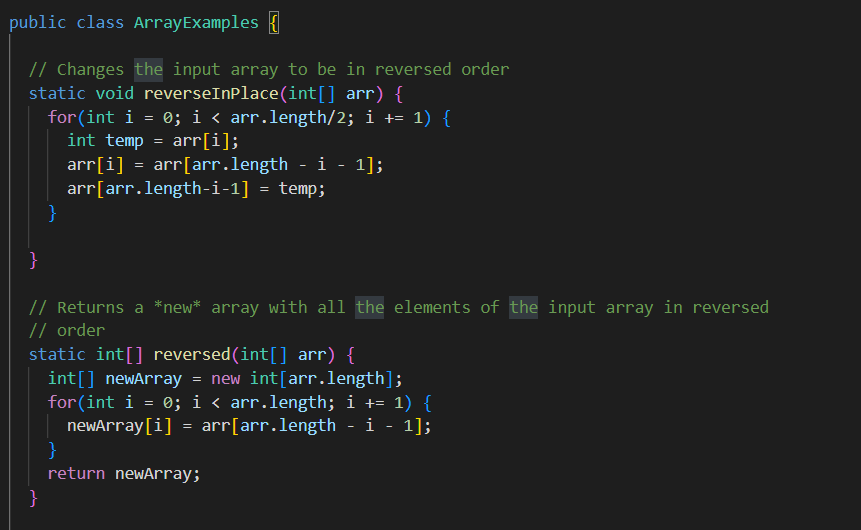 public class ArrayExamples {
// Changes the input array to be in reversed order
static void reverseInPlace(int[] arr) {
for(int i = 0; i < arr.length/2; i += 1) {
int temp = arr[i];
arr[i] = arr[arr.length - i - 1];
arr[arr.length-i-1] = temp;
}
}
// Returns a *new* array with all the elements of the input array in reversed
// order
static int[] reversed(int[] arr) {
int[] newArray = new int[arr.length];
for(int i = 0; i < arr.length; i += 1) {
newArray[i] = arr[arr.length - i - 1];
}
return newArray;
}